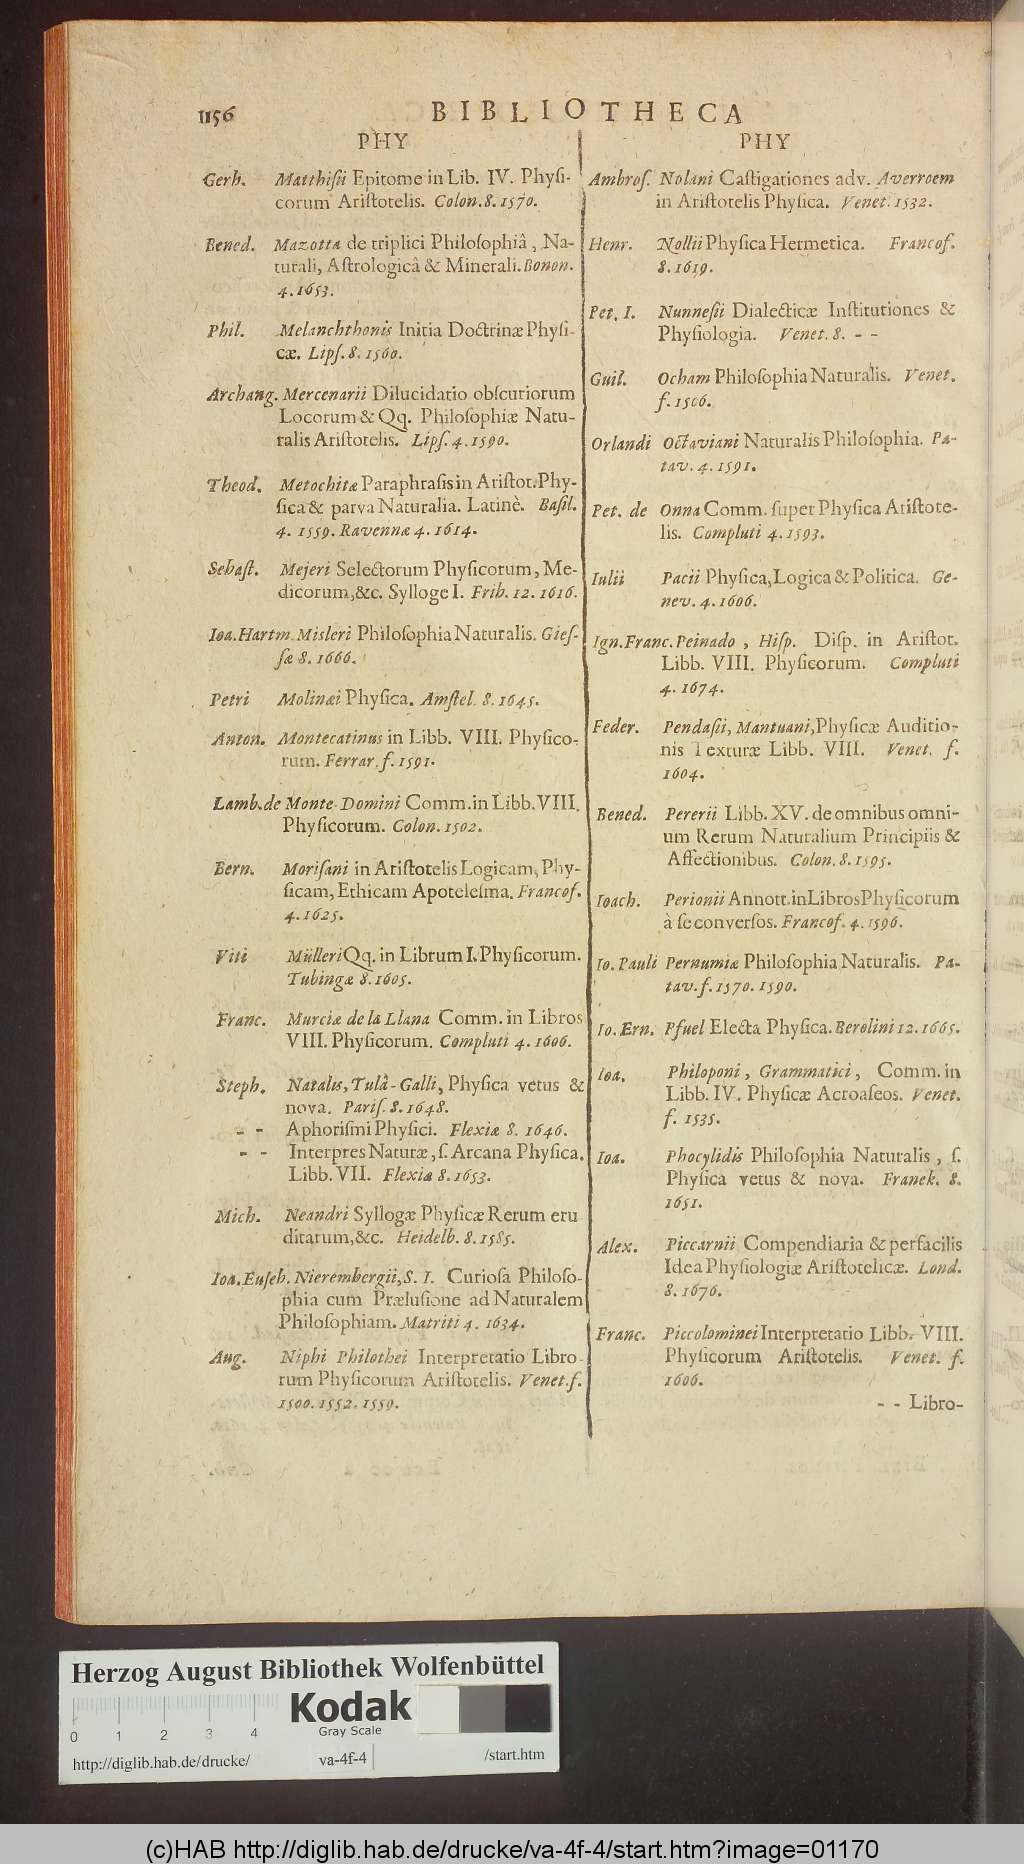 1156
BIBLIOTHECA
PHY
Gerh. Matthisii Epitome in Lib. IV. Physi-
corum Aristotelis. Colon. 8. 1570.
Bened. Mazotta de triplici Philosophiâ, Na-
turali, Astrologicâ & Minerali. Bonon.
4. 1653.
Phil. Melanchthonis Initia Doctrinæ Physi-
cæ. Lips. 8. 1560.
Archang. Mercenarii Dilucidatio obscuriorum
Locorum & Qq. Philosophiæ Natu-
ralis Aristotelis. Lips. 4. 1590.
Theod. Metochitæ Paraphrasis in Aristot. Phy-
sica & parva Naturalia. Latinè. Basil.
4. 1559. Ravennæ 4. 1614.
Sebast. Mejeri Selectorum Physicorum, Me-
dicorum, &c. Sylloge I. Frib. 12. 1616.
Ioa. Hartm. Misleri Philosophia Naturalis. Gies-
sæ 8. 1666.
Petri Molinæi Physica. Amstel. 8. 1645.
Anton. Montecatinus in Libb. VIII. Physico-
rum. Ferrar. f. 1591.
Lamb. de Monte-Domini Comm. in Libb. VIII.
Physicorum. Colon. 1502.
Bern. Morisani in Aristotelis Logicam, Phy-
sicam, Ethicam Apotelesma. Francof.
4. 1625.
Viti Mülleri Qq. in Librum I. Physicorum.
Tubingæ 8. 1605.
Franc. Murciæ de la Llana Comm. in Libros
VIII. Physicorum. Compluti 4. 1606.
Steph. Natalis, Tulâ-Galli, Physica vetus &
nova. Paris. 8. 1648.
- - Aphorismi Physici. Flexiæ 8. 1646.
- - Interpres Naturæ, s. Arcana Physica.
Libb. VII. Flexiæ 8. 1653.
Mich. Neandri Syllogæ Physicæ Rerum eru
ditarum, &c. Heidelb. 8. 1585.
Ioa. Euseb. Nierembergii, S. I. Curiosa Philoso-
phia cum Prælusione ad Naturalem
Philosophiam. Matriti 4. 1634.
Aug. Niphi Philothei Interpretatio Libro-
rum Physicorum Aristotelis. Venet. f.
1500. 1552. 1559.
PHY
Ambros. Nolani Castigationes adv. Averroem
in Aristotelis Physica. Venet. 1532.
Henr. Nollii Physica Hermetica. Francof.
8. 1619.
Pet. I. Nunnesii Dialecticæ Institutiones &
Physiologia. Venet. 8. - -
Guil. Ocham Philosophia Naturalis. Venet.
f. 1506.
Orlandi Octaviani Naturalis Philosophia. Pa-
tav. 4. 1591.
Pet. de Onna Comm. super Physica Aristote-
lis. Compluti 4. 1593.
Iulii Pacii Physica, Logica & Politica. Ge-
nev. 4. 1606.
Ign. Franc. Peinado, Hisp. Disp. in Aristot.
Libb. VIII. Physicorum. Compluti
4. 1674.
Feder. Pendasii, Mantuani, Physicæ Auditio-
nis Texturæ Libb. VIII. Venet. f.
1604.
Bened. Pererii Libb. XV. de omnibus omni-
um Rerum Naturalium Principiis &
Affectionibus. Colon. 8. 1595.
Ioach. Perionii Annott. in Libros Physicorum
à se conversos. Francof. 4. 1596.
Io. Pauli Pernumiæ Philosophia Naturalis. Pa-
tav. f. 1570. 1590.
Io. Ern. Pfuel Electa Physica. Berolini 12. 1665.
Ioa. Philoponi, Grammatici, Comm. in
Libb. IV. Physicæ Acroaseos. Venet.
f. 1535.
Ioa. Phocylidis Philosophia Naturalis, s.
Physica vetus & nova. Franek. 8.
1651.
Alex. Piccarnii Compendiaria & perfacilis
Idea Physiologiæ Aristotelicæ. Lond.
8. 1676.
Franc. Piccolominei Interpretatio Libb. VIII.
Physicorum Aristotelis. Venet. f.
1606.
- - Libro-
Herzog August Bibliothek Wolfenbüttel
Kodak
Gray Scale
0 1 2 3 4
http://diglib.hab.de/drucke/ va-4f-4 /start.htm
(c)HAB http://diglib.hab.de/drucke/va-4f-4/start.htm?image=01170